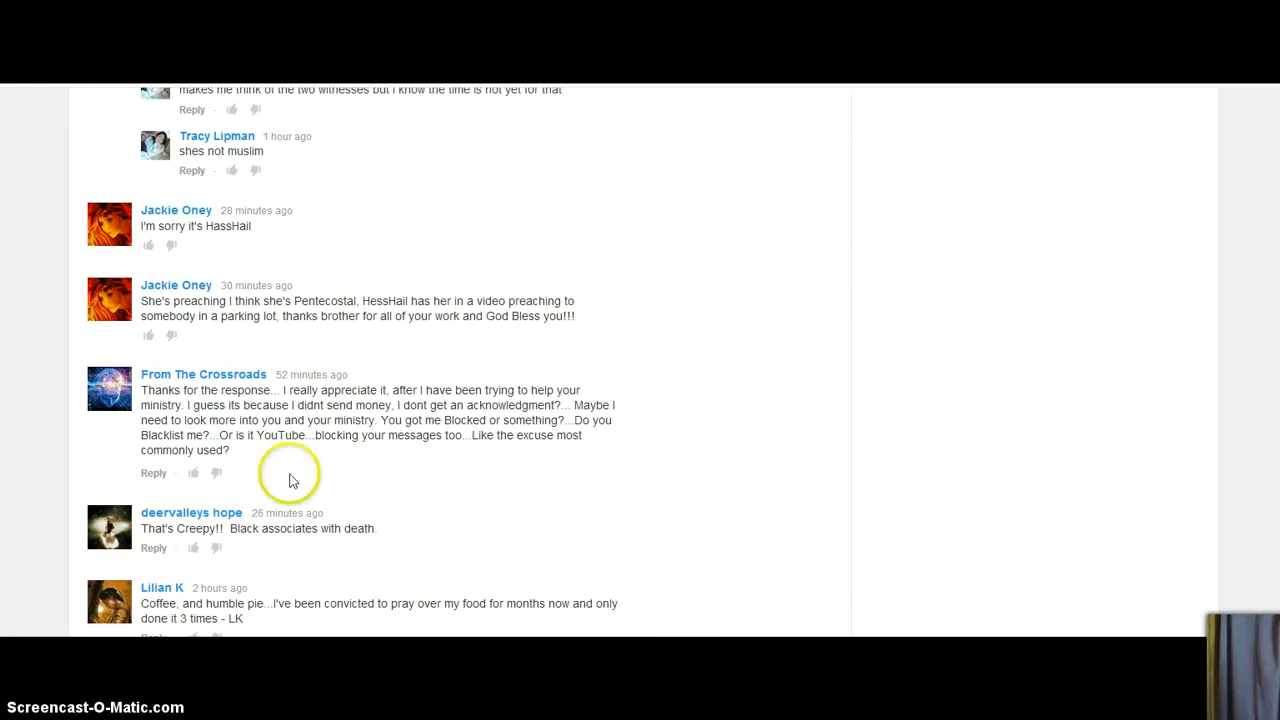 makes me think of the two witnesses but i know the time is not yet for that
Reply ·
Tracy Lipman 1 hour ago
shes not muslim
Reply ·
Jackie Oney 28 minutes ago
I'm sorry it's HassHail
Jackie Oney 30 minutes ago
She's preaching I think she's Pentecostal, HessHail has her in a video preaching to
somebody in a parking lot, thanks brother for all of your work and God Bless you!!!
From The Crossroads 52 minutes ago
Thanks for the response... I really appreciate it, after I have been trying to help your
ministry. I guess its because I didnt send money, I dont get an acknowledgment?... Maybe I
need to look more into you and your ministry. You got me Blocked or something?...Do you
Blacklist me?...Or is it YouTube...blocking your messages too...Like the excuse most
commonly used?
Reply ·
deervalleys hope 26 minutes ago
That's Creepy!! Black associates with death.
Reply ·
Lilian K 2 hours ago
Coffee, and humble pie...I've been convicted to pray over my food for months now and only
done it 3 times - LK
Reply
Screencast-O-Matic.com